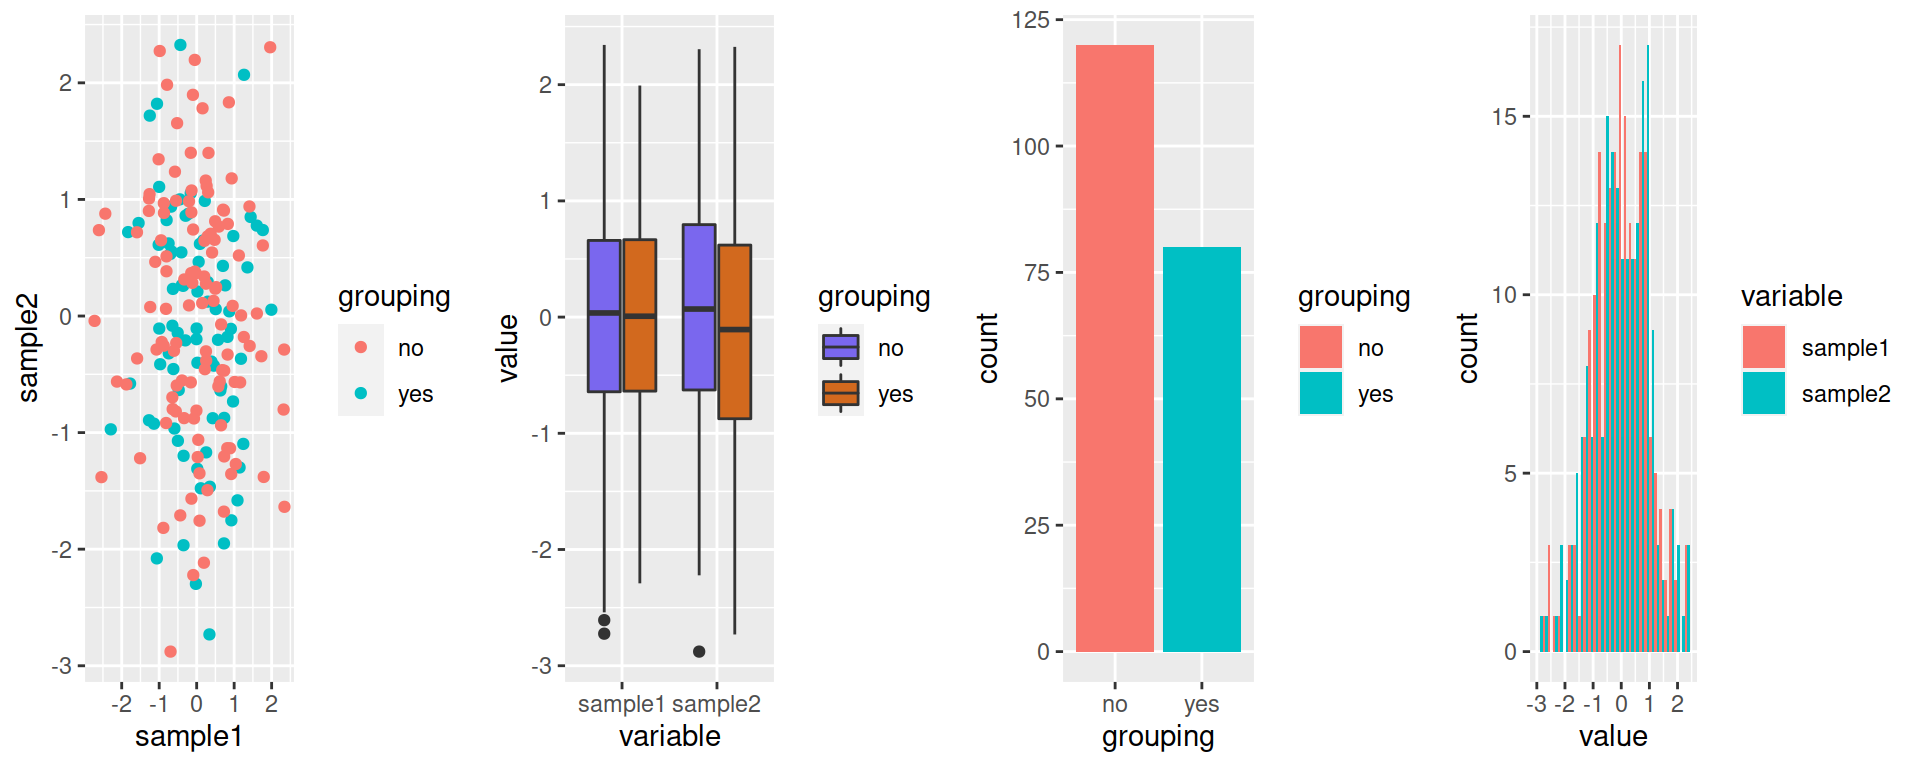 sample2
2
1
0
-1
-2
-3
-2 -1 0 1 2
sample1
grouping
no
yes
value
2
1
0
-1
-2
-3
sample1 sample2
variable
grouping
no
yes
count
125
100
75
50
25
0
no yes
grouping
grouping
no
yes
count
15
10
5
0
-3 -2 -1 0 1 2
value
variable
sample1
sample2